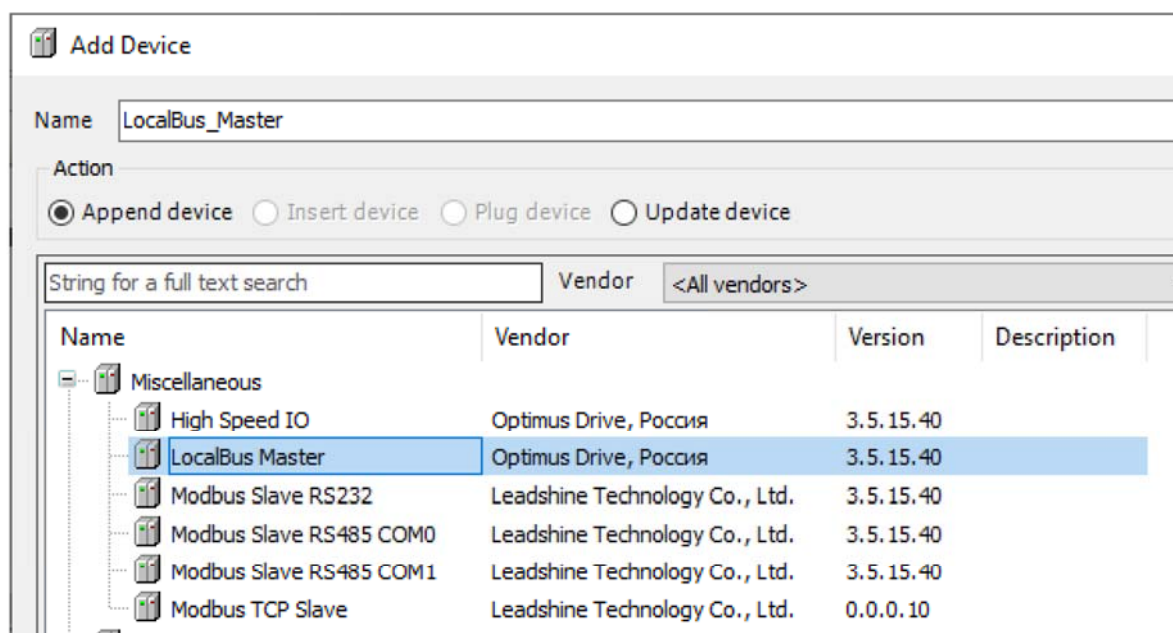 Add Device
Name LocalBus_Master
Action
Append device Insert device Plug device Update device
String for a full text search Vendor <All vendors>
Name Vendor Version Description
Miscellaneous
High Speed IO Optimus Drive, Россия 3.5.15.40
LocalBus Master Optimus Drive, Россия 3.5.15.40
Modbus Slave RS232 Leadshine Technology Co., Ltd. 3.5.15.40
Modbus Slave RS485 COM0 Leadshine Technology Co., Ltd. 3.5.15.40
Modbus Slave RS485 COM1 Leadshine Technology Co., Ltd. 3.5.15.40
Modbus TCP Slave Leadshine Technology Co., Ltd. 0.0.0.10